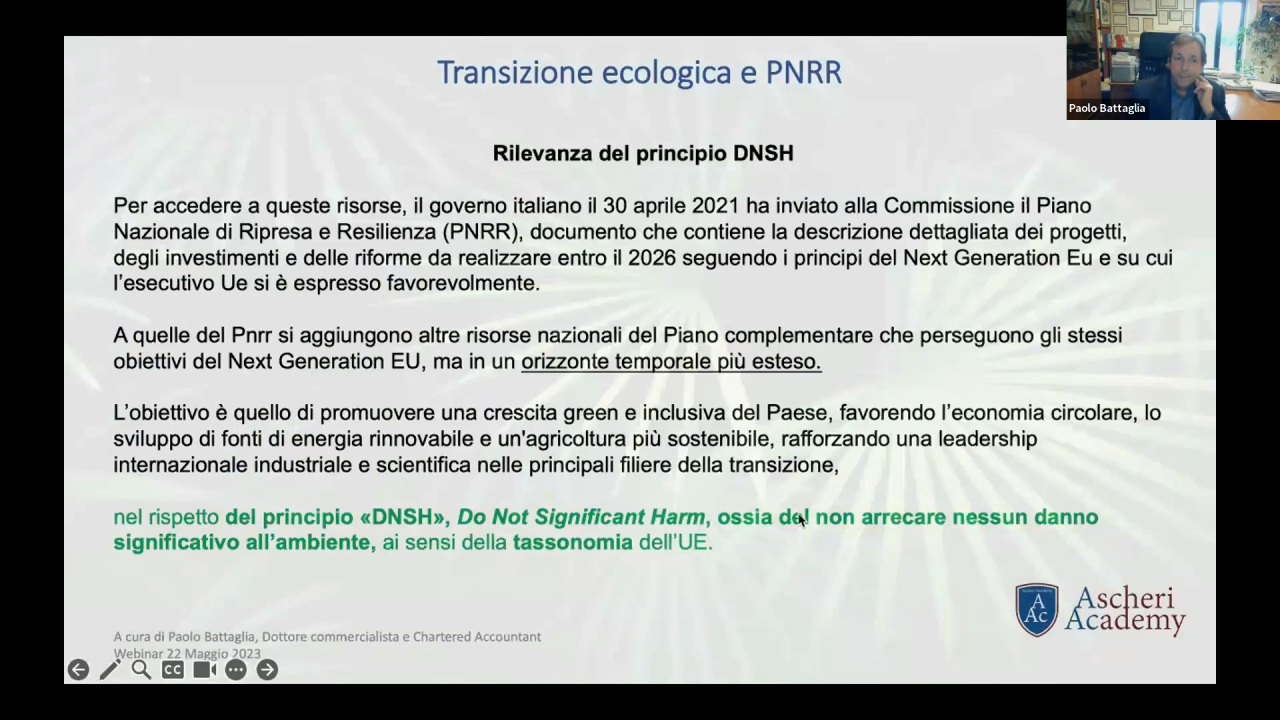 Transizione ecologica e PNRR
Paolo Battaglia
Rilevanza del principio DNSH
Per accedere a queste risorse, il governo italiano il 30 aprile 2021 ha inviato alla Commissione il Piano
Nazionale di Ripresa e Resilienza (PNRR), documento che contiene la descrizione dettagliata dei progetti,
degli investimenti e delle riforme da realizzare entro il 2026 seguendo i principi del Next Generation Eu e su cui
l’esecutivo Ue si è espresso favorevolmente.
A quelle del Pnrr si aggiungono altre risorse nazionali del Piano complementare che perseguono gli stessi
obiettivi del Next Generation EU, ma in un orizzonte temporale più esteso.
L’obiettivo è quello di promuovere una crescita green e inclusiva del Paese, favorendo l’economia circolare, lo
sviluppo di fonti di energia rinnovabile e un'agricoltura più sostenibile, rafforzando una leadership
internazionale industriale e scientifica nelle principali filiere della transizione,
nel rispetto del principio «DNSH», Do Not Significant Harm, ossia del non arrecare nessun danno
significativo all’ambiente, ai sensi della tassonomia dell’UE.
A
Ac
Ascheri
Academy
A cura di Paolo Battaglia, Dottore commercialista e Chartered Accountant
Webinar 22 Maggio 2023
CC